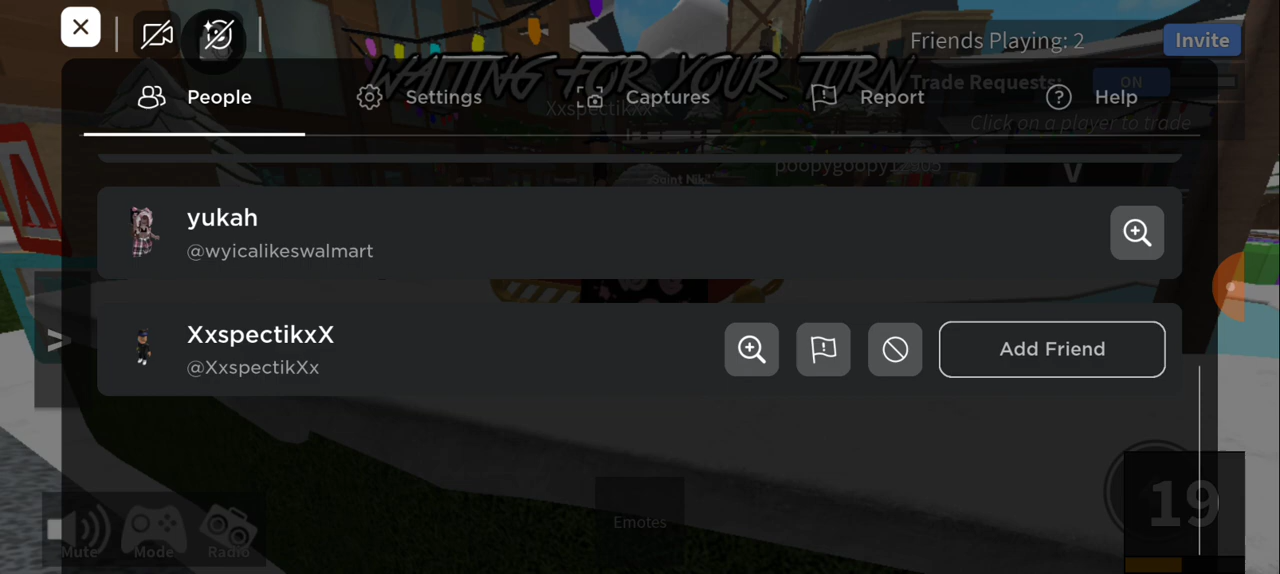 Friends Playing: 2
Invite
WAITING FOR YOUR TURN
Trade Requests:
ON
People
Settings
Captures
Report
Help
XxspectikxX
Click on a player to trade
poopygoopy12305
"Saint Nik"
V
yukah
@wyicalikeswalmart
XxspectikxX
@XxspectikXx
Add Friend
>
19
Emotes
Mute
Mode
Radio